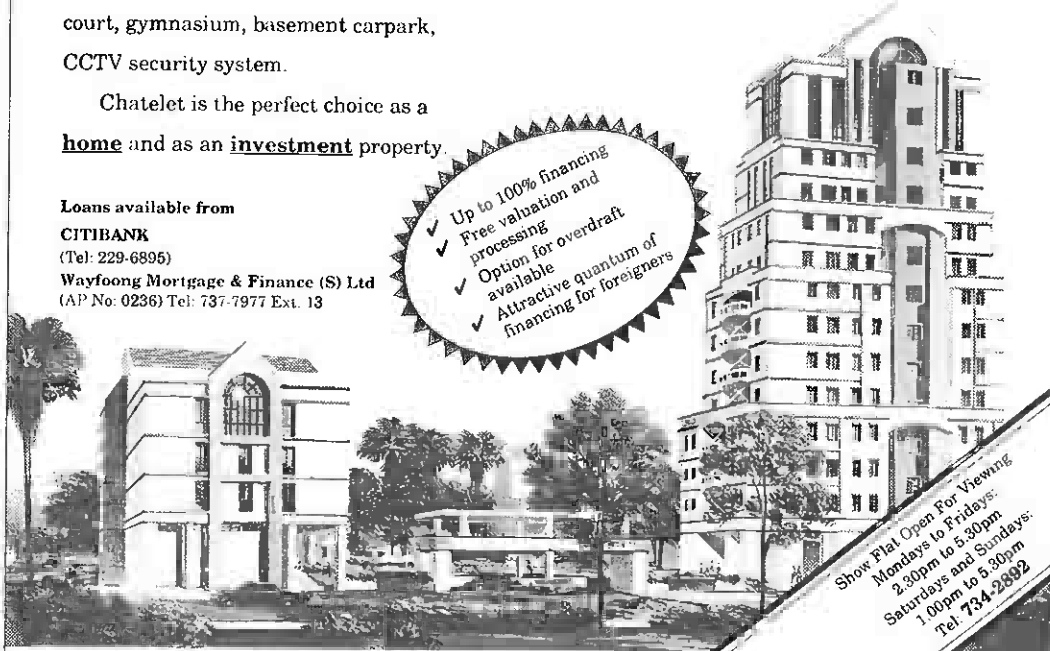 court, gymnasium, basement carpark,
CCTV security system.
Chatelet is the perfect choice as a
home and as an investment property.
Loans available from
CITIBANK
(Tel: 229-6895)
Wayfoong Mortgage & Finance (S) Ltd
(AP No: 0236) Tel: 737-7977 Ext. 13
✓ Up to 100% financing
✓ Free valuation and
processing
✓ Option for overdraft
available
✓ Attractive quantum of
financing for foreigners
Show Flat Open For Viewing
Mondays to Fridays:
2.30pm to 5.30pm
Saturdays and Sundays:
1.00pm to 5.30pm
Tel: 734-2892